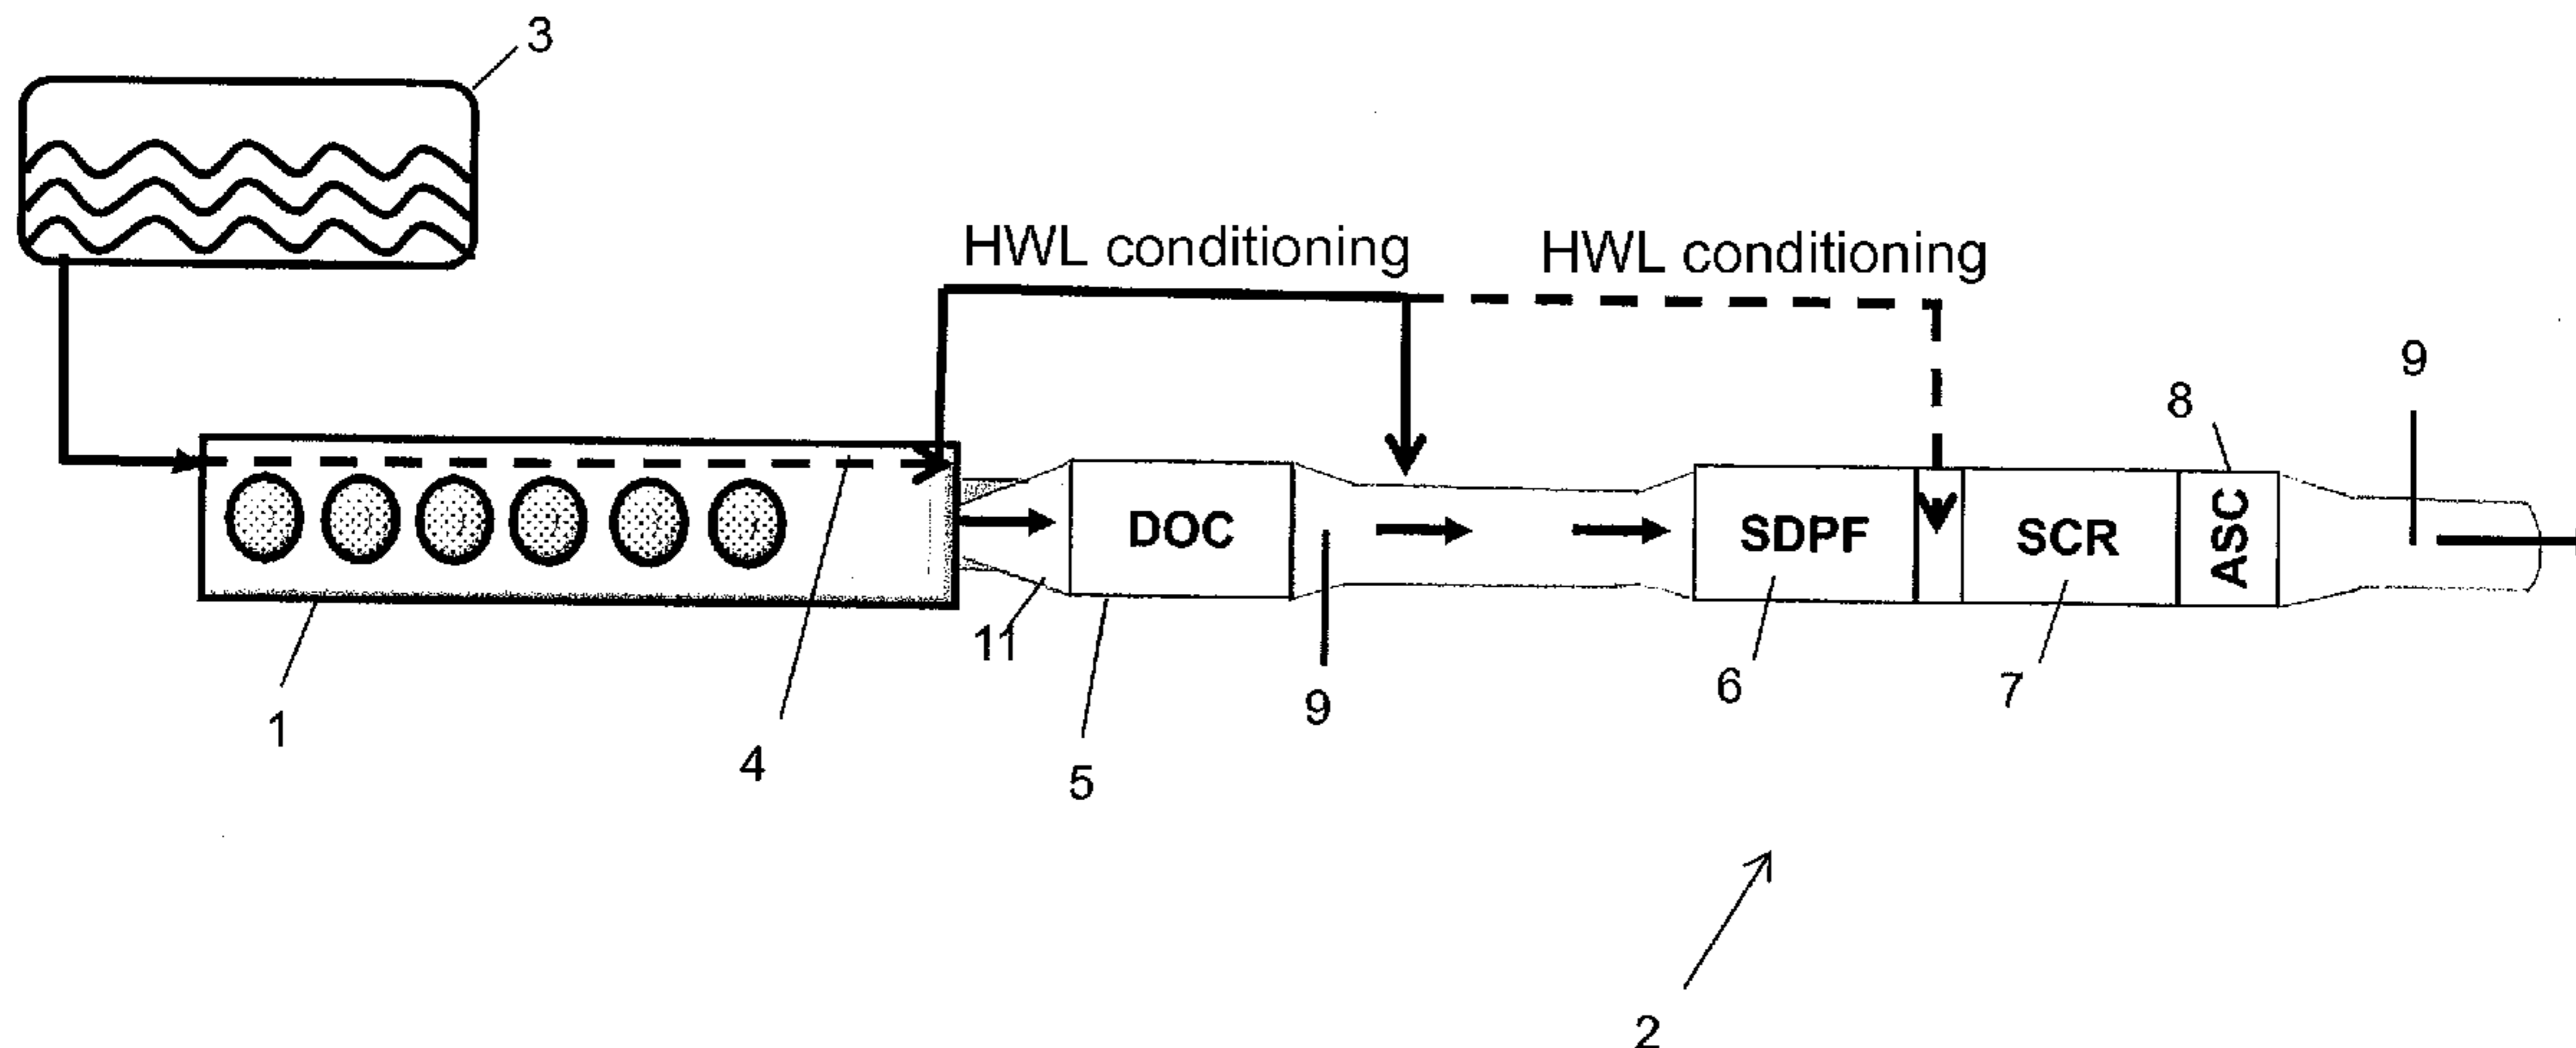 3
HWL conditioning
HWL conditioning
9
8
DOC
SDPF
SCR
ASC
11
6
7
9
1
4
5
2